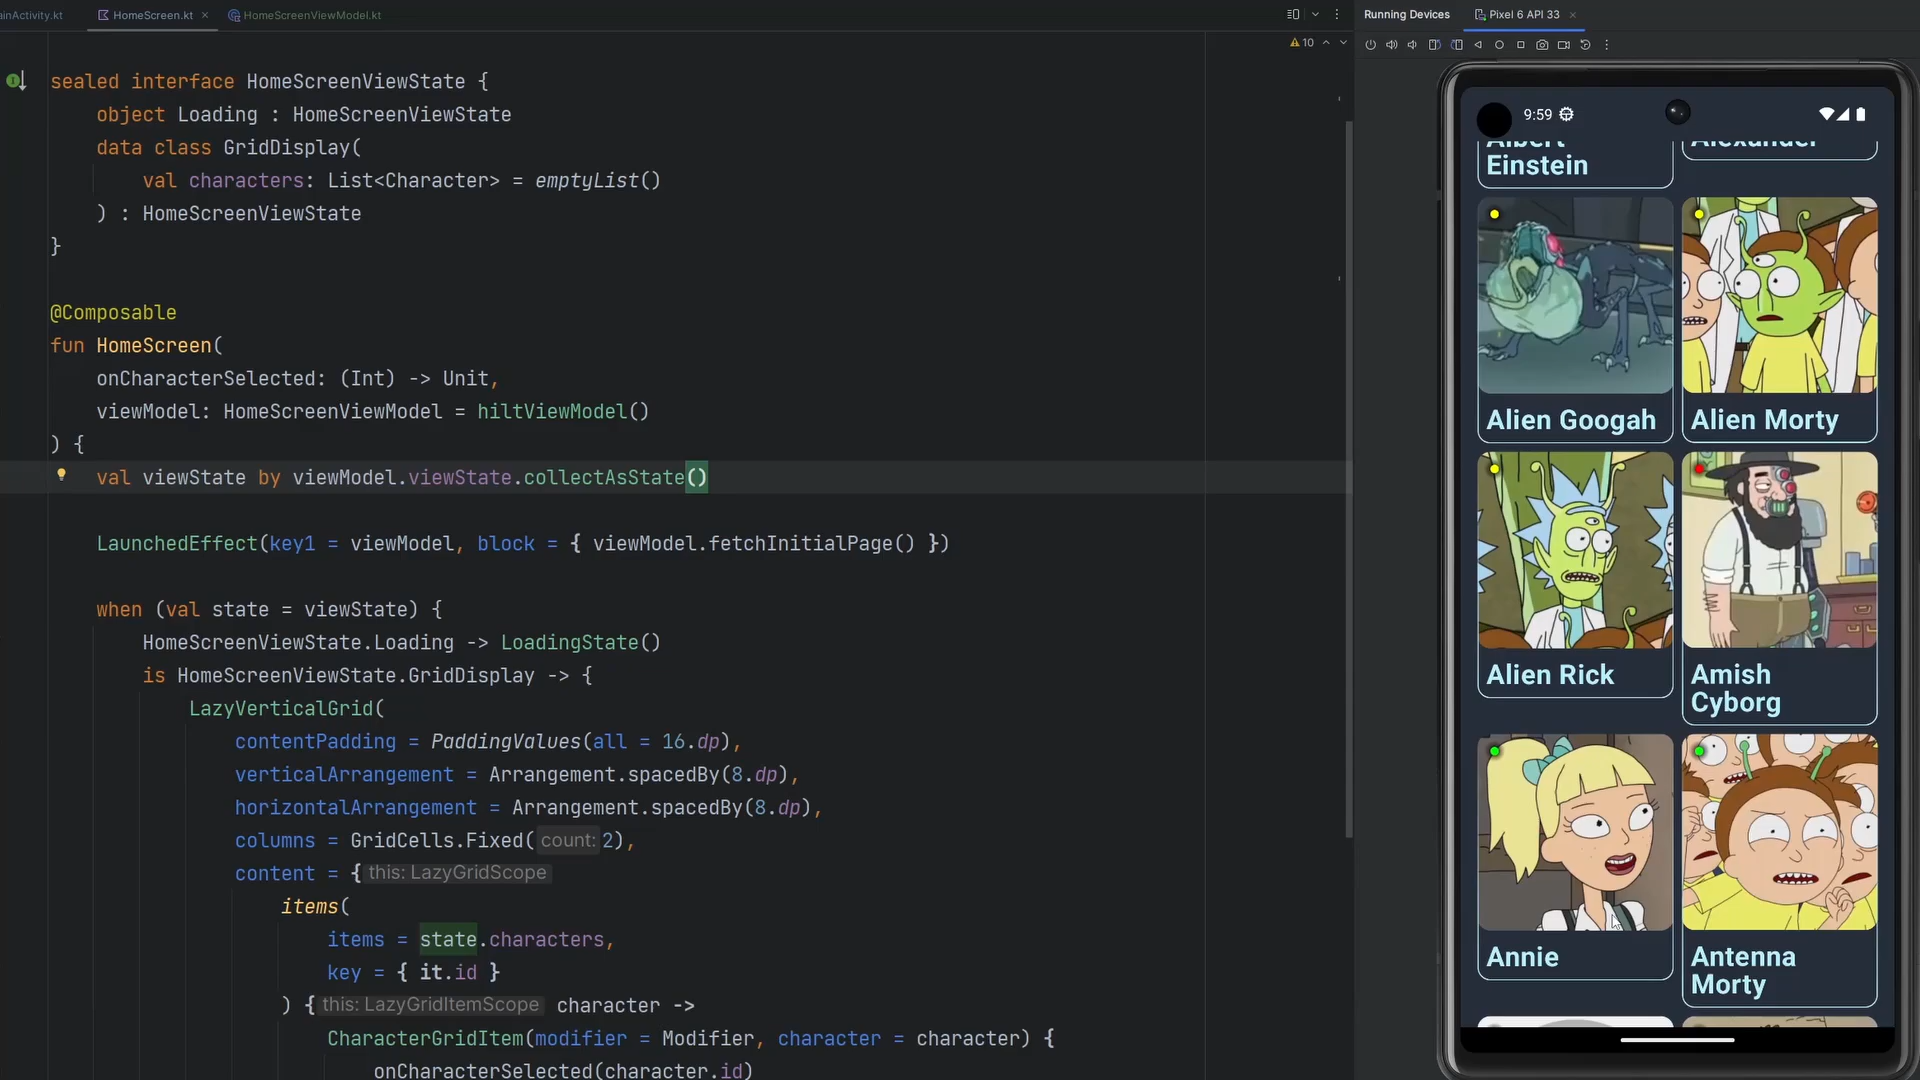 ainActivity.kt
HomeScreen.kt
HomeScreenViewModel.kt
Running Devices
Pixel 6 API 33
10
sealed interface HomeScreenViewState {
object Loading : HomeScreenViewState
data class GridDisplay(
val characters: List<Character> = emptyList()
) : HomeScreenViewState
}
@Composable
fun HomeScreen(
onCharacterSelected: (Int) -> Unit,
viewModel: HomeScreenViewModel = hiltViewModel()
) {
val viewState by viewModel.viewState.collectAsState()
LaunchedEffect(key1 = viewModel, block = { viewModel.fetchInitialPage() })
when (val state = viewState) {
HomeScreenViewState.Loading -> LoadingState()
is HomeScreenViewState.GridDisplay -> {
LazyVerticalGrid(
contentPadding = PaddingValues(all = 16.dp),
verticalArrangement = Arrangement.spacedBy(8.dp),
horizontalArrangement = Arrangement.spacedBy(8.dp),
columns = GridCells.Fixed( count: 2),
content = { this: LazyGridScope
items(
items = state.characters,
key = { it.id }
) { this: LazyGridItemScope character ->
CharacterGridItem(modifier = Modifier, character = character) {
onCharacterSelected(character.id)
9:59
Albert
Einstein
Alexander
Alien Googah
Alien Morty
Alien Rick
Amish
Cyborg
Annie
Antenna
Morty